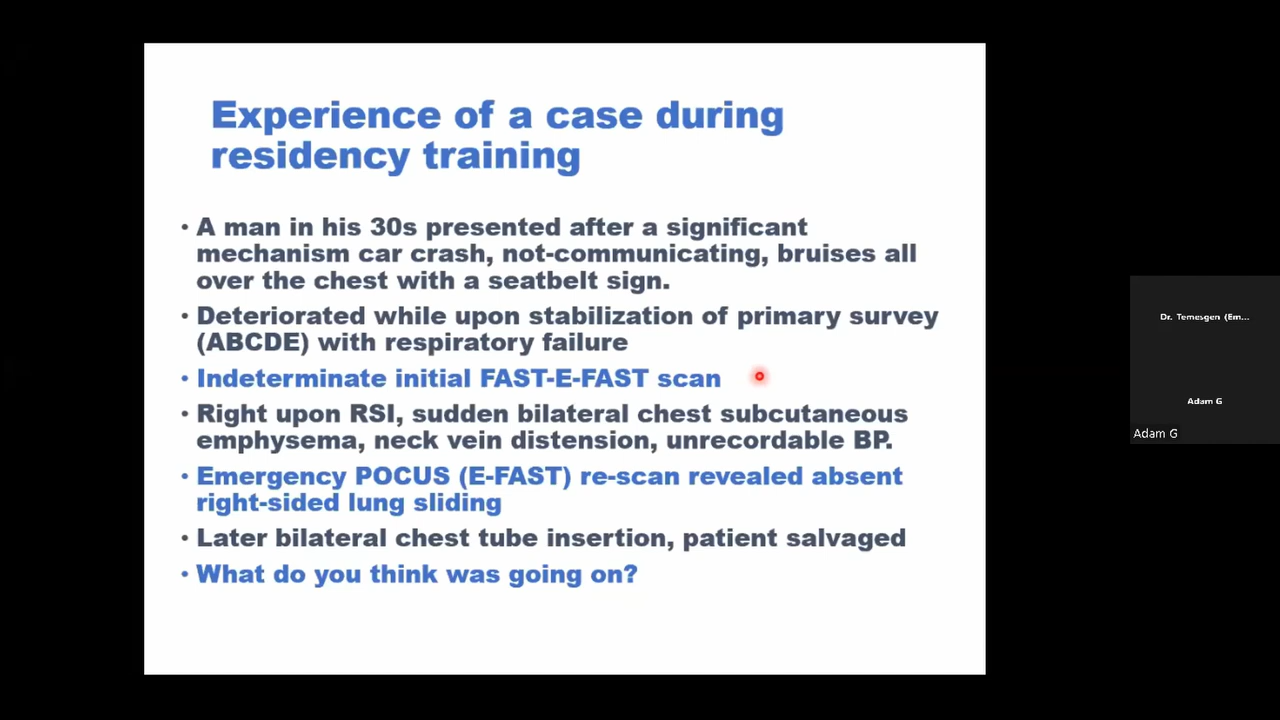 Experience of a case during
residency training
• A man in his 30s presented after a significant
mechanism car crash, not-communicating, bruises all
over the chest with a seatbelt sign.
• Deteriorated while upon stabilization of primary survey
(ABCDE) with respiratory failure
• Indeterminate initial FAST-E-FAST scan
• Right upon RSI, sudden bilateral chest subcutaneous
emphysema, neck vein distension, unrecordable BP.
• Emergency POCUS (E-FAST) re-scan revealed absent
right-sided lung sliding
• Later bilateral chest tube insertion, patient salvaged
• What do you think was going on?
Dr. Temesgen (Em...
Adam G
Adam G